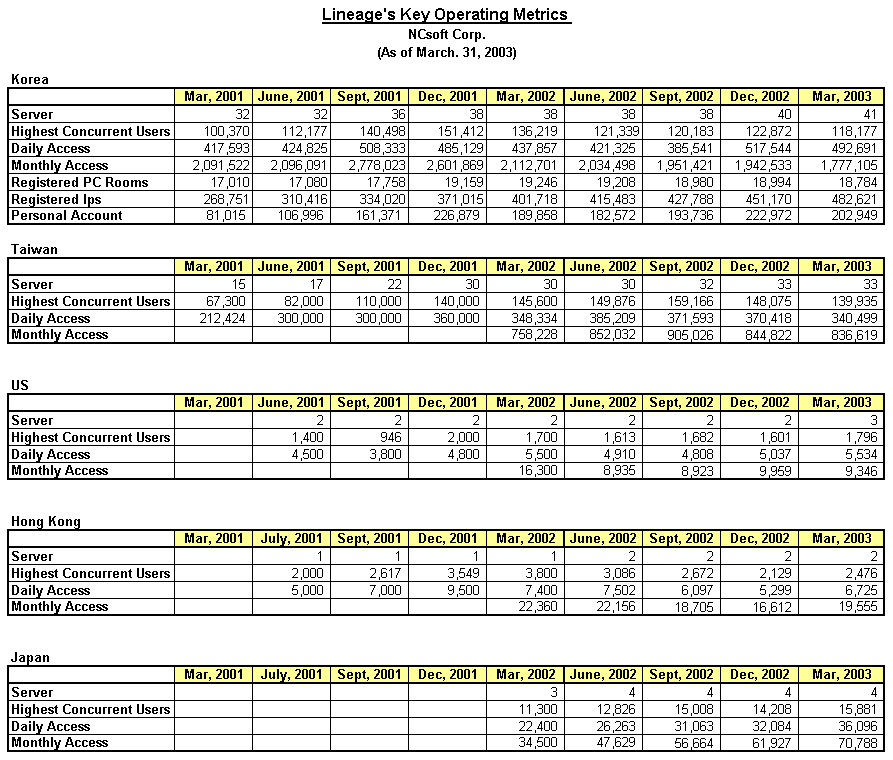 Lineage's Key Operating Metrics
NCsoft Corp.
(As of March. 31, 2003)
Korea
Mar, 2001 June, 2001 Sept, 2001 Dec, 2001 Mar, 2002 June, 2002 Sept, 2002 Dec, 2002 Mar, 2003
Server 32 32 36 38 38 38 38 40 41
Highest Concurrent Users 100,370 112,177 140,498 151,412 136,219 121,339 120,183 122,872 118,177
Daily Access 417,593 424,825 508,333 485,129 437,857 421,325 385,541 517,544 492,691
Monthly Access 2,091,522 2,096,091 2,778,023 2,601,869 2,112,701 2,034,498 1,951,421 1,942,533 1,777,105
Registered PC Rooms 17,010 17,080 17,758 19,159 19,246 19,208 18,980 18,994 18,784
Registered Ips 268,751 310,416 334,020 371,015 401,718 415,483 427,788 451,170 482,621
Personal Account 81,015 106,996 161,371 226,879 189,858 182,572 193,736 222,972 202,949
Taiwan
Mar, 2001 June, 2001 Sept, 2001 Dec, 2001 Mar, 2002 June, 2002 Sept, 2002 Dec, 2002 Mar, 2003
Server 15 17 22 30 30 30 32 33 33
Highest Concurrent Users 67,300 82,000 110,000 140,000 145,600 149,876 159,166 148,075 139,935
Daily Access 212,424 300,000 300,000 360,000 348,334 385,209 371,593 370,418 340,499
Monthly Access 758,228 852,032 905,026 844,822 836,619
US
Mar, 2001 June, 2001 Sept, 2001 Dec, 2001 Mar, 2002 June, 2002 Sept, 2002 Dec, 2002 Mar, 2003
Server 2 2 2 2 2 2 2 3
Highest Concurrent Users 1,400 946 2,000 1,700 1,613 1,682 1,601 1,796
Daily Access 4,500 3,800 4,800 5,500 4,910 4,808 5,037 5,534
Monthly Access 16,300 8,935 8,923 9,959 9,346
Hong Kong
Mar, 2001 July, 2001 Sept, 2001 Dec, 2001 Mar, 2002 June, 2002 Sept, 2002 Dec, 2002 Mar, 2003
Server 1 1 1 1 2 2 2 2
Highest Concurrent Users 2,000 2,617 3,549 3,800 3,086 2,672 2,129 2,476
Daily Access 5,000 7,000 9,500 7,400 7,502 6,097 5,299 6,725
Monthly Access 22,360 22,156 18,705 16,612 19,555
Japan
Mar, 2001 July, 2001 Sept, 2001 Dec, 2001 Mar, 2002 June, 2002 Sept, 2002 Dec, 2002 Mar, 2003
Server 3 4 4 4 4
Highest Concurrent Users 11,300 12,826 15,008 14,208 15,881
Daily Access 22,400 26,263 31,063 32,084 36,096
Monthly Access 34,500 47,629 56,664 61,927 70,788